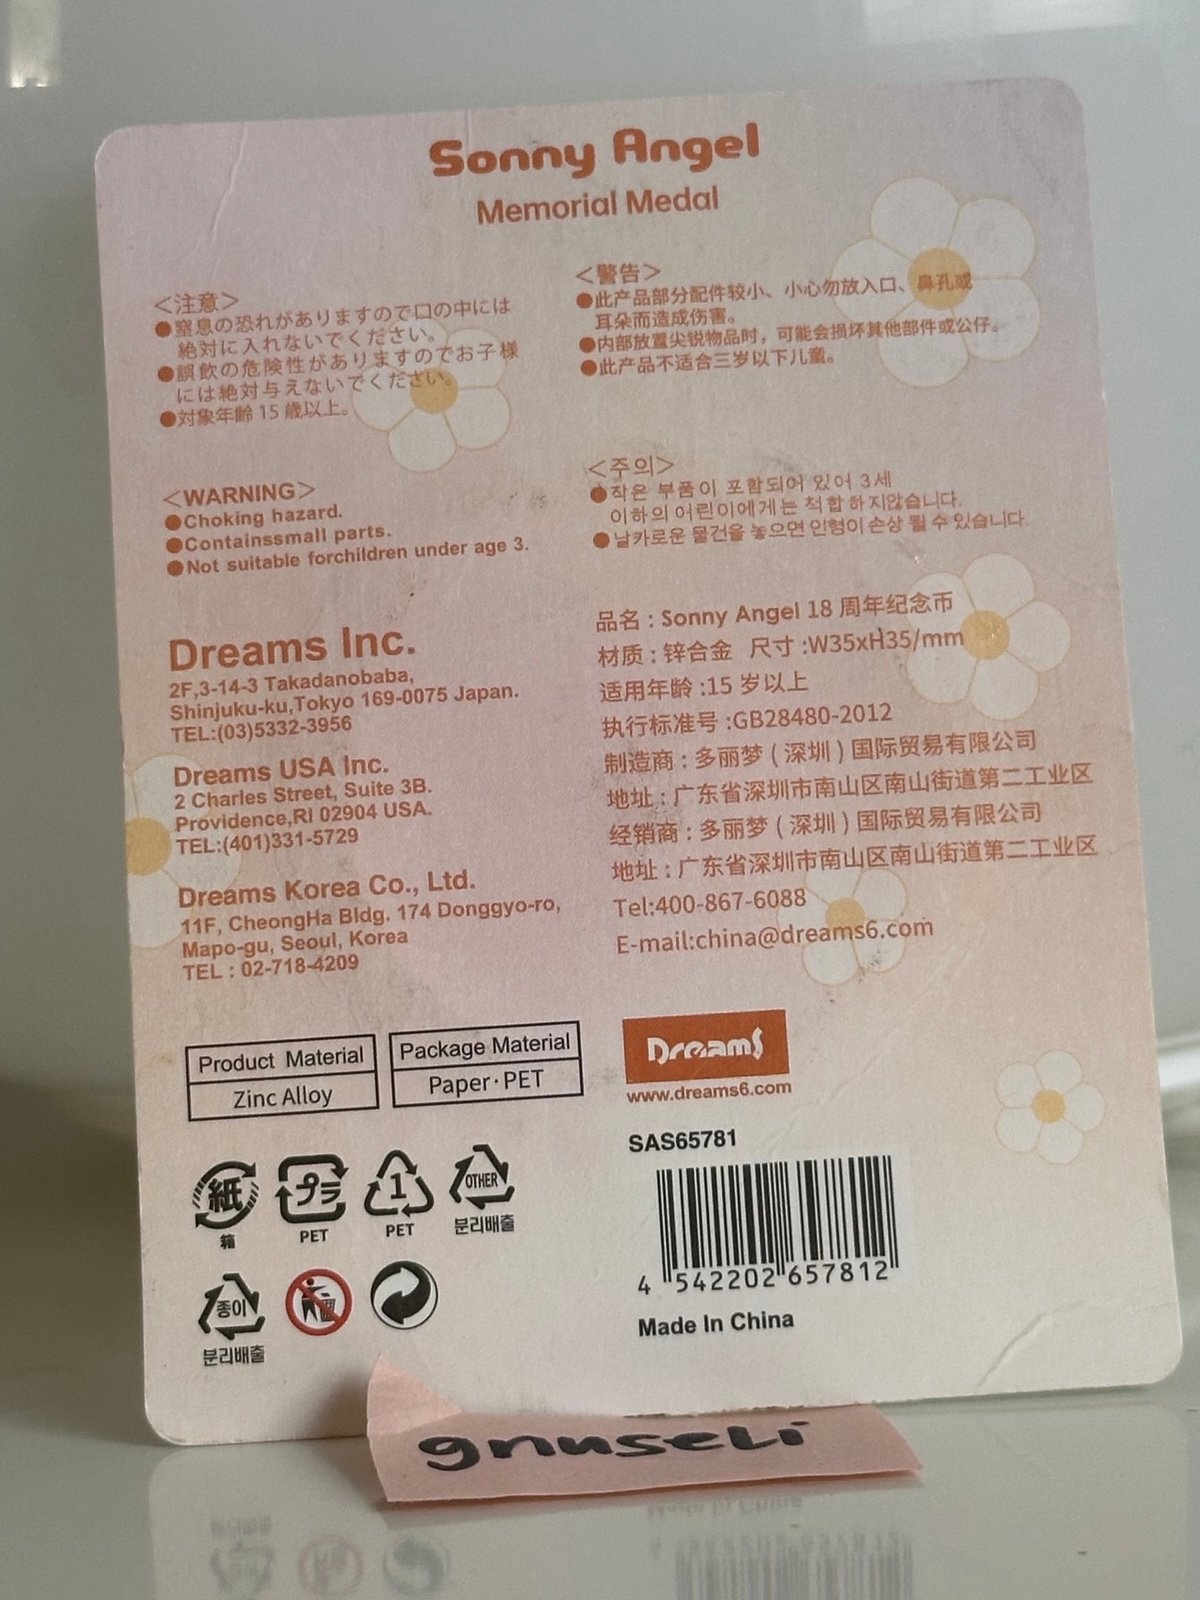 Sonny Angel
Memorial Medal
＜注意＞
●窒息の恐れがありますので口の中には
絶対に入れないでください。
●誤飲の危険性がありますのでお子様
には絶対与えないでください。
●対象年齢 15 歳以上。
＜警告＞
●此产品部分配件较小、小心勿放入口、鼻孔或
耳朵而造成伤害。
●内部放置尖锐物品时，可能会损坏其他部件或公仔。
●此产品不适合三岁以下儿童。
＜WARNING＞
●Choking hazard.
●Containssmall parts.
●Not suitable forchildren under age 3.
＜주의＞
●작은 부품이 포함되어 있어 3세
이하의 어린이에게는 적합하지않습니다.
●날카로운 물건을 놓으면 인형이 손상 될 수 있습니다.
Dreams Inc.
2F,3-14-3 Takadanobaba,
Shinjuku-ku,Tokyo 169-0075 Japan.
TEL:(03)5332-3956
Dreams USA Inc.
2 Charles Street, Suite 3B.
Providence,RI 02904 USA.
TEL:(401)331-5729
Dreams Korea Co., Ltd.
11F, CheongHa Bldg. 174 Donggyo-ro,
Mapo-gu, Seoul, Korea
TEL : 02-718-4209
品名 : Sonny Angel 18 周年纪念币
材质 : 锌合金 尺寸 :W35xH35/mm
适用年龄 :15 岁以上
执行标准号 :GB28480-2012
制造商 : 多丽梦 ( 深圳 ) 国际贸易有限公司
地址 : 广东省深圳市南山区南山街道第二工业区
经销商 : 多丽梦 ( 深圳 ) 国际贸易有限公司
地址 : 广东省深圳市南山区南山街道第二工业区
Tel:400-867-6088
E-mail:china@dreams6.com
Product Material
Zinc Alloy
Package Material
Paper·PET
Dreams
www.dreams6.com
SAS65781
紙
箱
プラ
PET
1
PET
OTHER
분리배출
종이
분리배출
4 542202 657812
Made In China
gnuseli